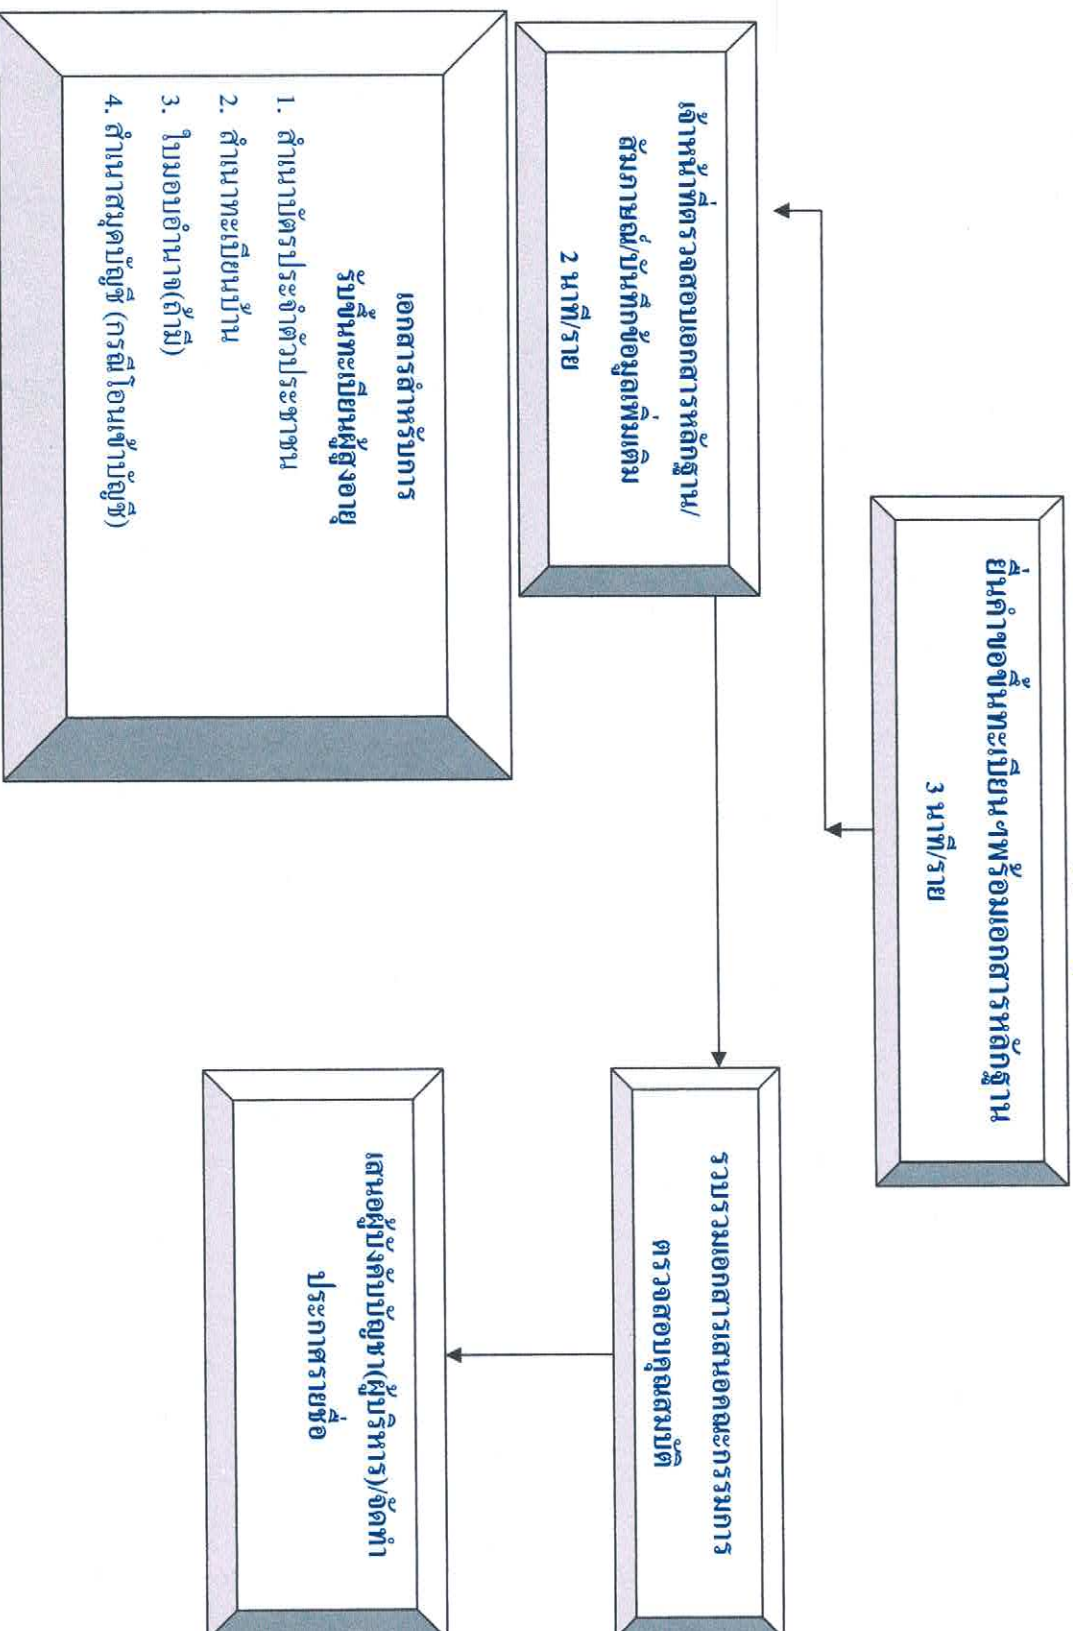 ยื่นคำขอขึ้นทะเบียนฯพร้อมเอกสารหลักฐาน
3 นาที/ราย
เจ้าหน้าที่ตรวจสอบเอกสารหลักฐาน/
สัมภาษณ์/บันทึกข้อมูลเพิ่มเติม
2 นาที/ราย
รวบรวมเอกสารเสนอคณะกรรมการ
ตรวจสอบคุณสมบัติ
เสนอผู้บังคับบัญชา(ผู้บริหาร)/จัดทำ
ประกาศรายชื่อ
เอกสารสำหรับการ
รับขึ้นทะเบียนผู้สูงอายุ
1. สำเนาบัตรประจำตัวประชาชน
2. สำเนาทะเบียนบ้าน
3. ใบมอบอำนาจ(ถ้ามี)
4. สำเนาสมุดบัญชี (กรณีโอนเข้าบัญชี)